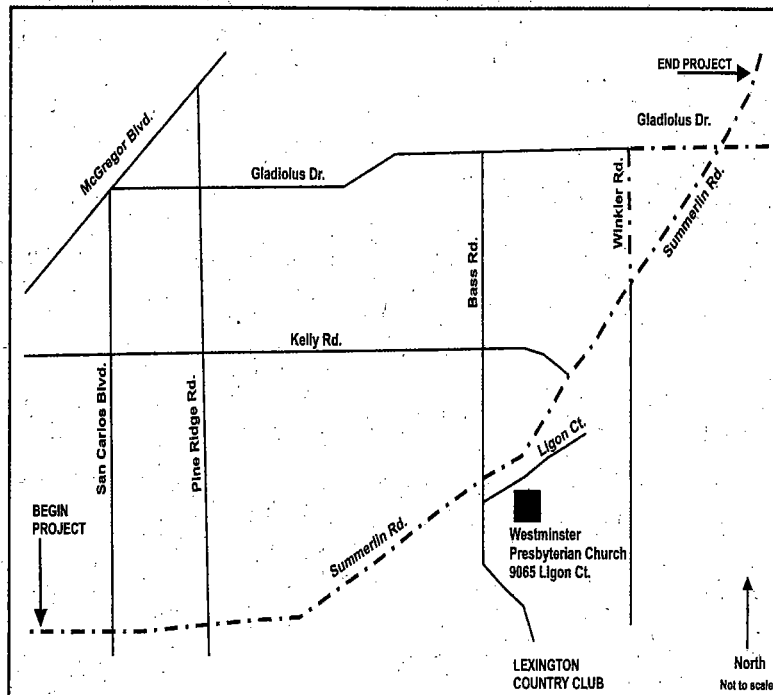 END PROJECT
Gladiolus Dr.
McGregor Blvd.
Gladiolus Dr.
Winkler Rd.
Summerlin Rd.
Bass Rd.
Kelly Rd.
San Carlos Blvd.
Pine Ridge Rd.
Ligon Ct.
BEGIN
PROJECT
Summerlin Rd.
Westminster
Presbyterian Church
9065 Ligon Ct.
LEXINGTON
COUNTRY CLUB
North
Not to scale